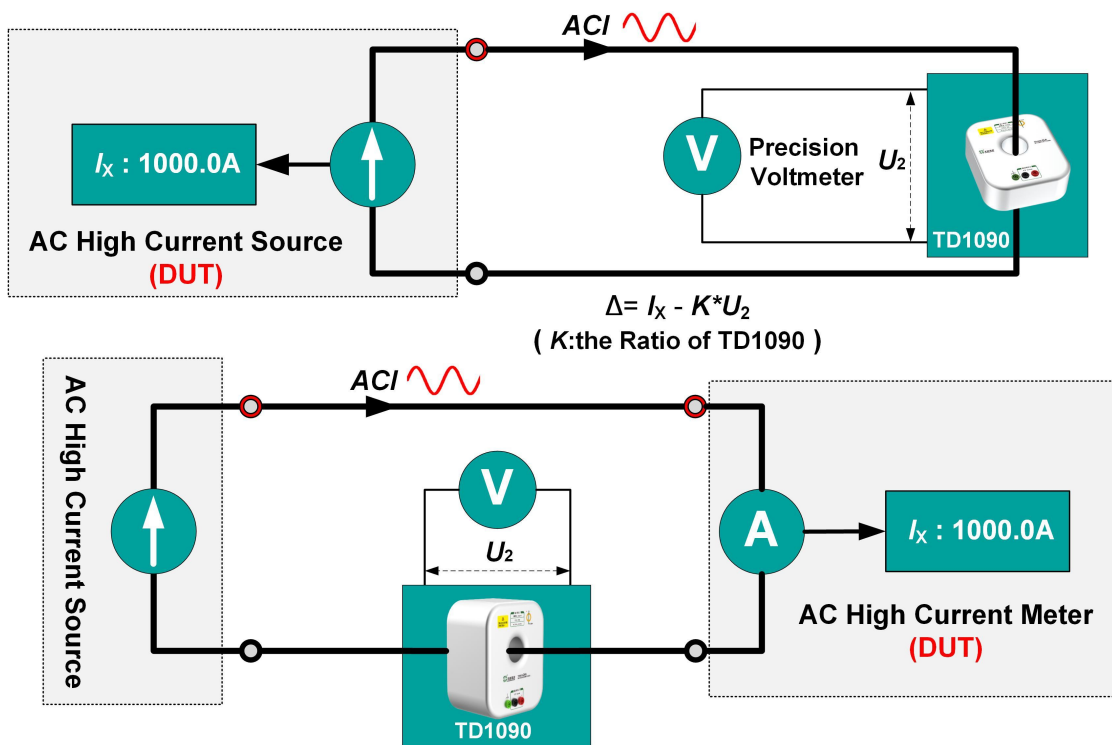 ACI
Iₓ : 1000.0A
V
Precision
Voltmeter
U₂
TD1090
AC High Current Source
(DUT)
Δ= Iₓ - K*U₂
( K:the Ratio of TD1090 )
AC High Current Source
ACI
V
U₂
A
Iₓ : 1000.0A
AC High Current Meter
(DUT)
TD1090